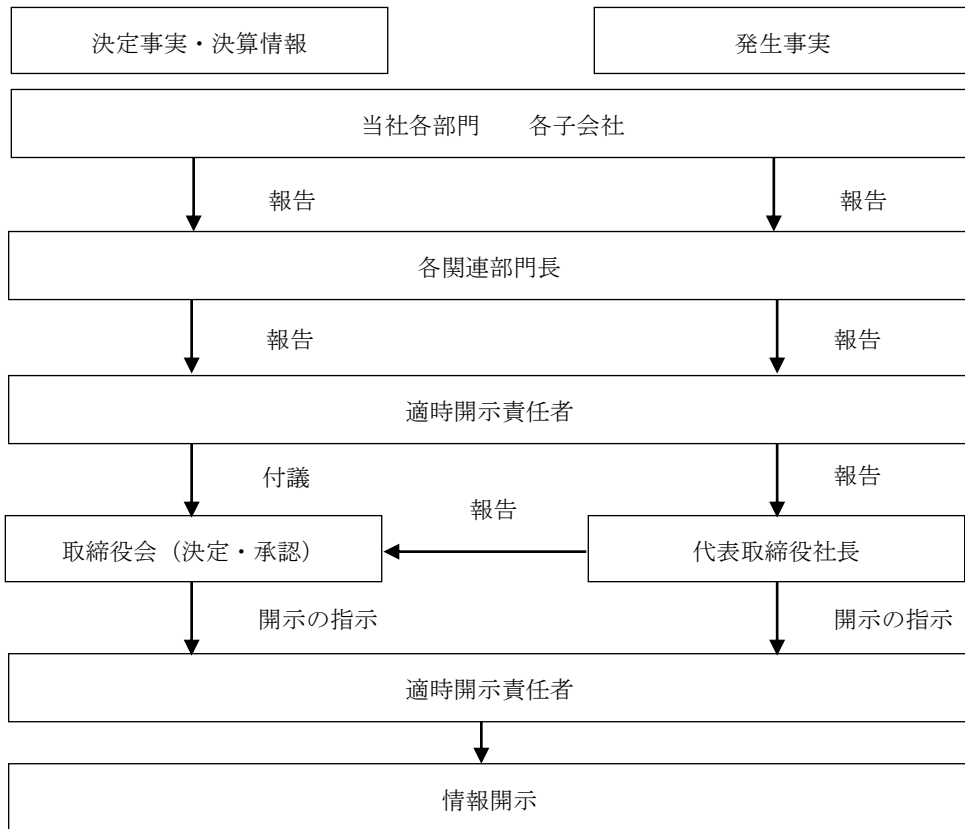 決定事実・決算情報
発生事実
当社各部門　　各子会社
報告
報告
各関連部門長
報告
報告
適時開示責任者
付議
報告
報告
取締役会（決定・承認）
代表取締役社長
開示の指示
開示の指示
適時開示責任者
情報開示